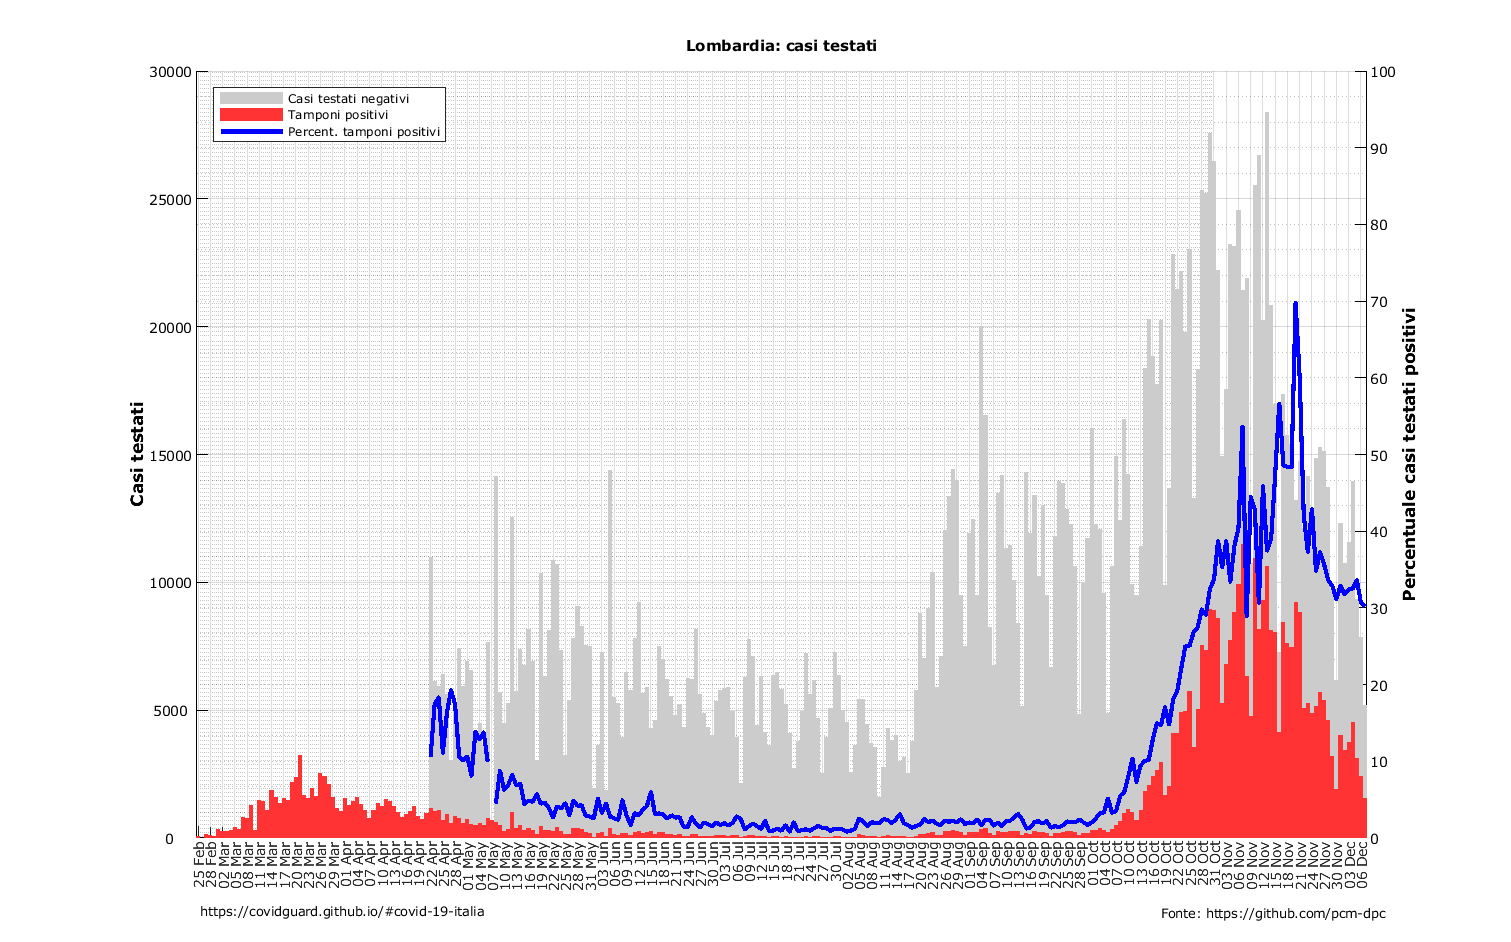 Lombardia: casi testati
Casi testati negativi
Tamponi positivi
Percent. tamponi positivi
Casi testati
30000
25000
20000
15000
10000
5000
0
100
90
80
70
60
50
40
30
20
10
0
Percentuale casi testati positivi
25 Feb
28 Feb
02 Mar
05 Mar
08 Mar
11 Mar
14 Mar
17 Mar
20 Mar
23 Mar
26 Mar
29 Mar
01 Apr
04 Apr
07 Apr
10 Apr
13 Apr
16 Apr
19 Apr
22 Apr
25 Apr
28 Apr
01 May
04 May
07 May
10 May
13 May
16 May
19 May
22 May
25 May
28 May
31 May
03 Jun
06 Jun
09 Jun
12 Jun
15 Jun
18 Jun
21 Jun
24 Jun
27 Jun
30 Jun
03 Jul
06 Jul
09 Jul
12 Jul
15 Jul
18 Jul
21 Jul
24 Jul
27 Jul
30 Jul
02 Aug
05 Aug
08 Aug
11 Aug
14 Aug
17 Aug
20 Aug
23 Aug
26 Aug
29 Aug
01 Sep
04 Sep
07 Sep
10 Sep
13 Sep
16 Sep
19 Sep
22 Sep
25 Sep
28 Sep
01 Oct
04 Oct
07 Oct
10 Oct
13 Oct
16 Oct
19 Oct
22 Oct
25 Oct
28 Oct
31 Oct
03 Nov
06 Nov
09 Nov
12 Nov
15 Nov
18 Nov
21 Nov
24 Nov
27 Nov
30 Nov
03 Dec
06 Dec
https://covidguard.github.io/#covid-19-italia
Fonte: https://github.com/pcm-dpc